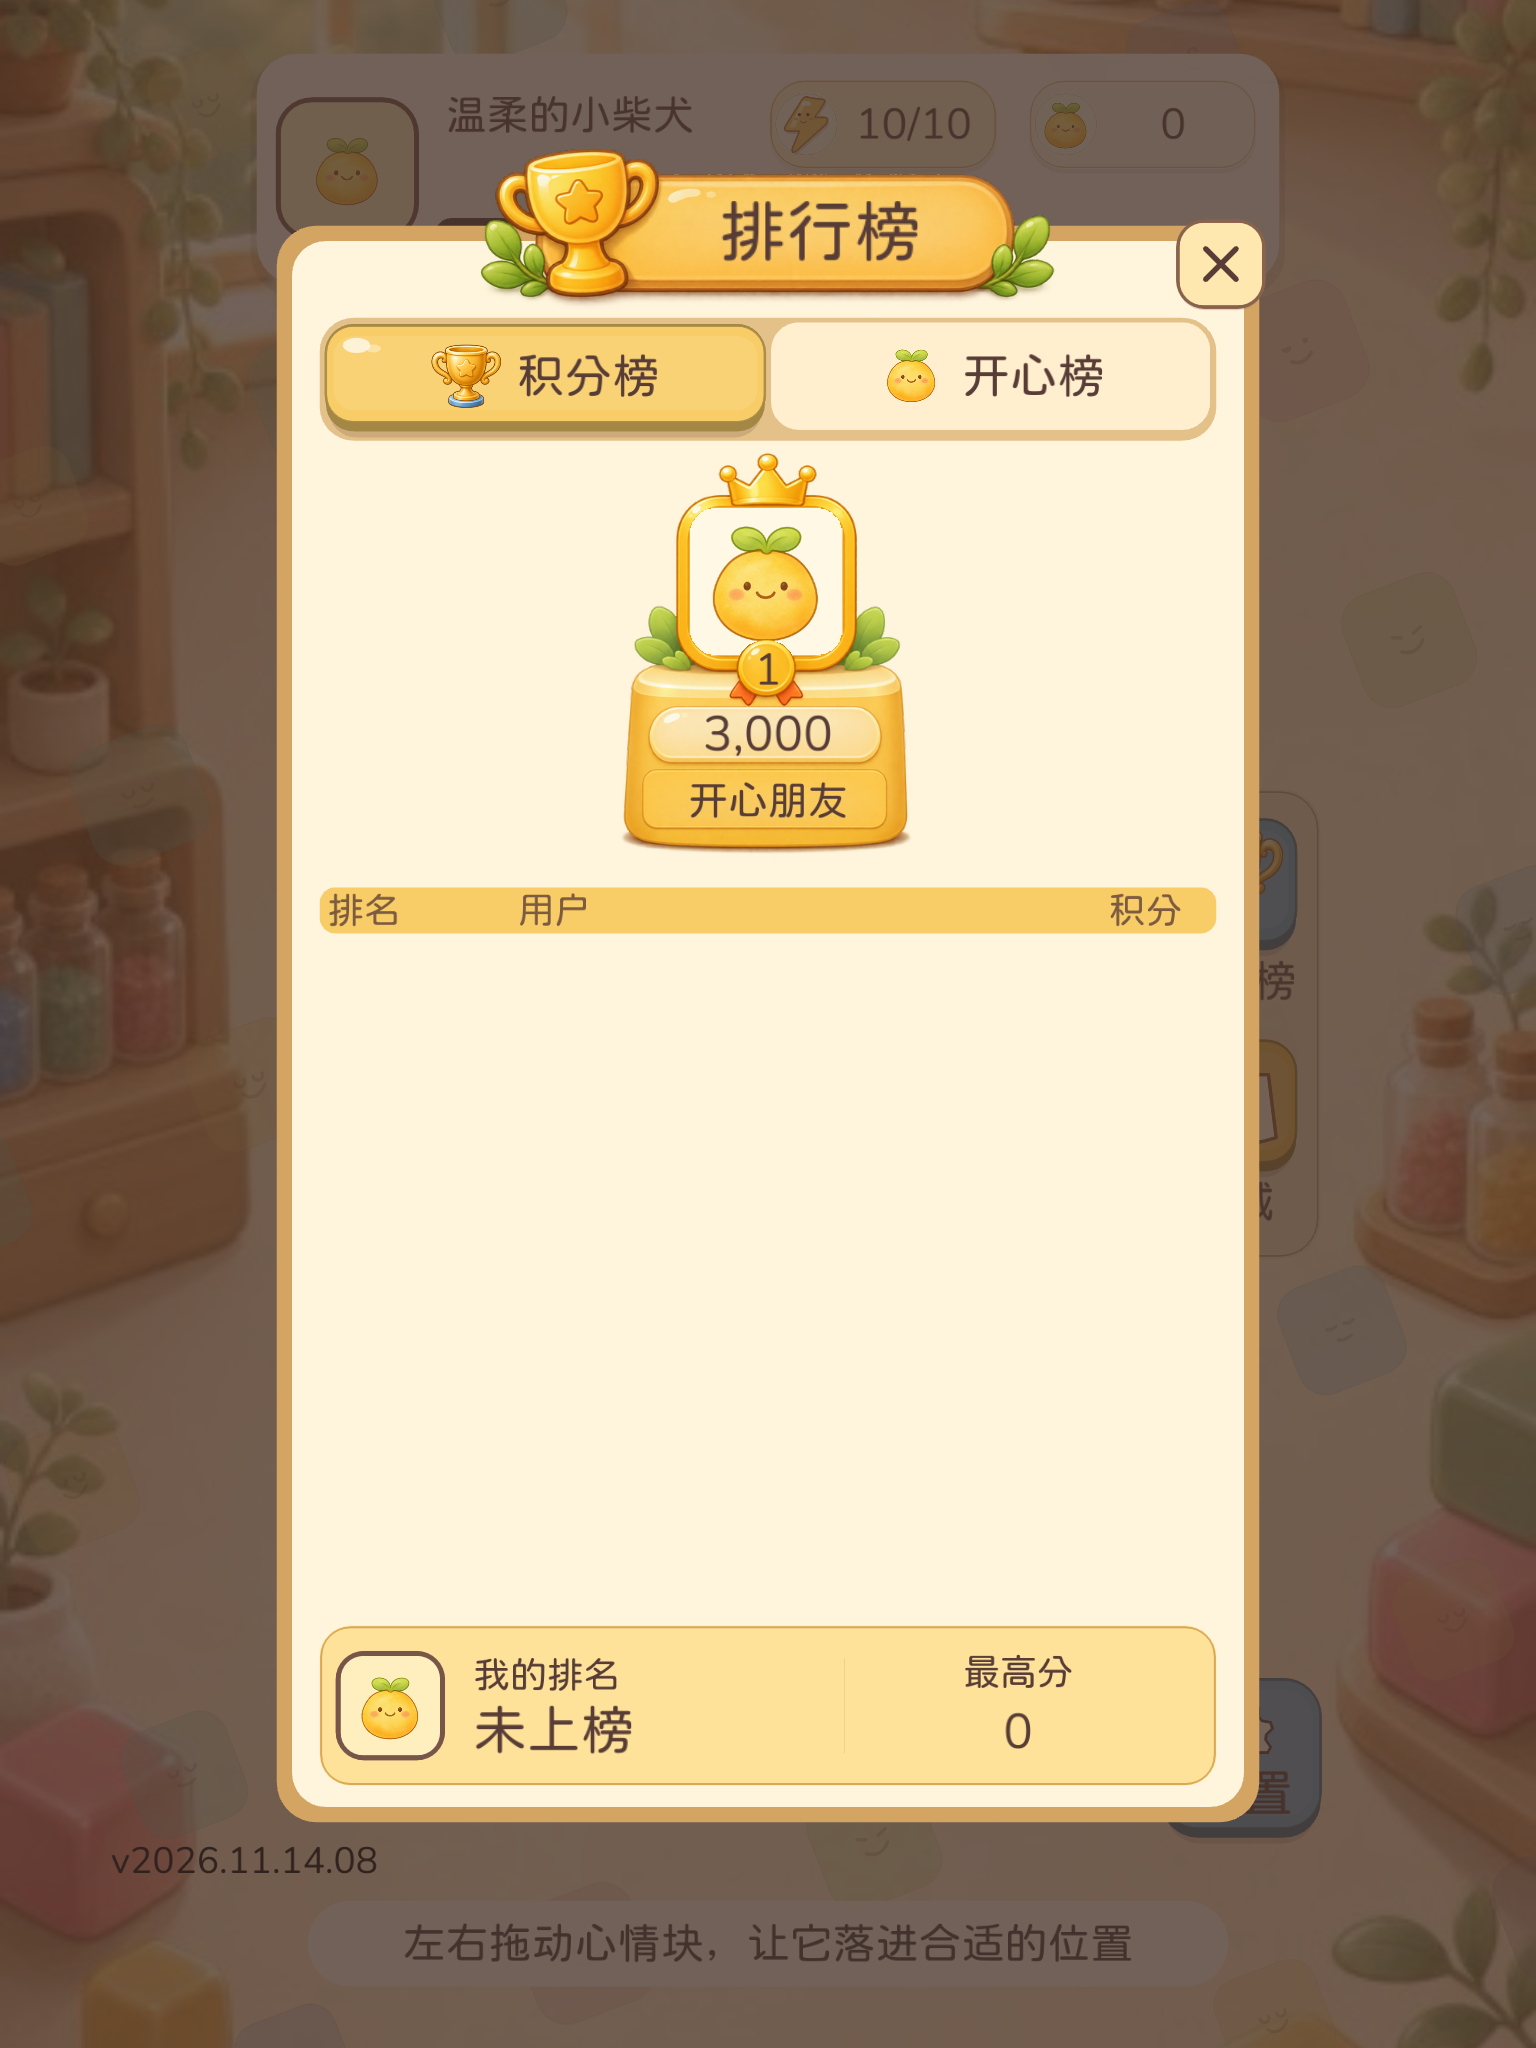 温柔的小柴犬
10/10
0
排行榜
积分榜
开心榜
1
3,000
开心朋友
排名 用户 积分
榜
我的排名
未上榜
最高分
0
置
v2026.11.14.08
左右拖动心情块，让它落进合适的位置